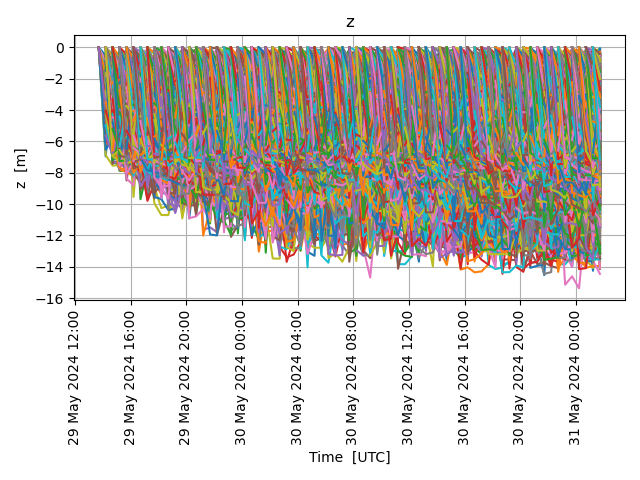 z
0
−2
−4
−6
−8
−10
−12
−14
−16
z  [m]
29 May 2024 12:00
29 May 2024 16:00
29 May 2024 20:00
30 May 2024 00:00
30 May 2024 04:00
30 May 2024 08:00
30 May 2024 12:00
30 May 2024 16:00
30 May 2024 20:00
31 May 2024 00:00
Time  [UTC]